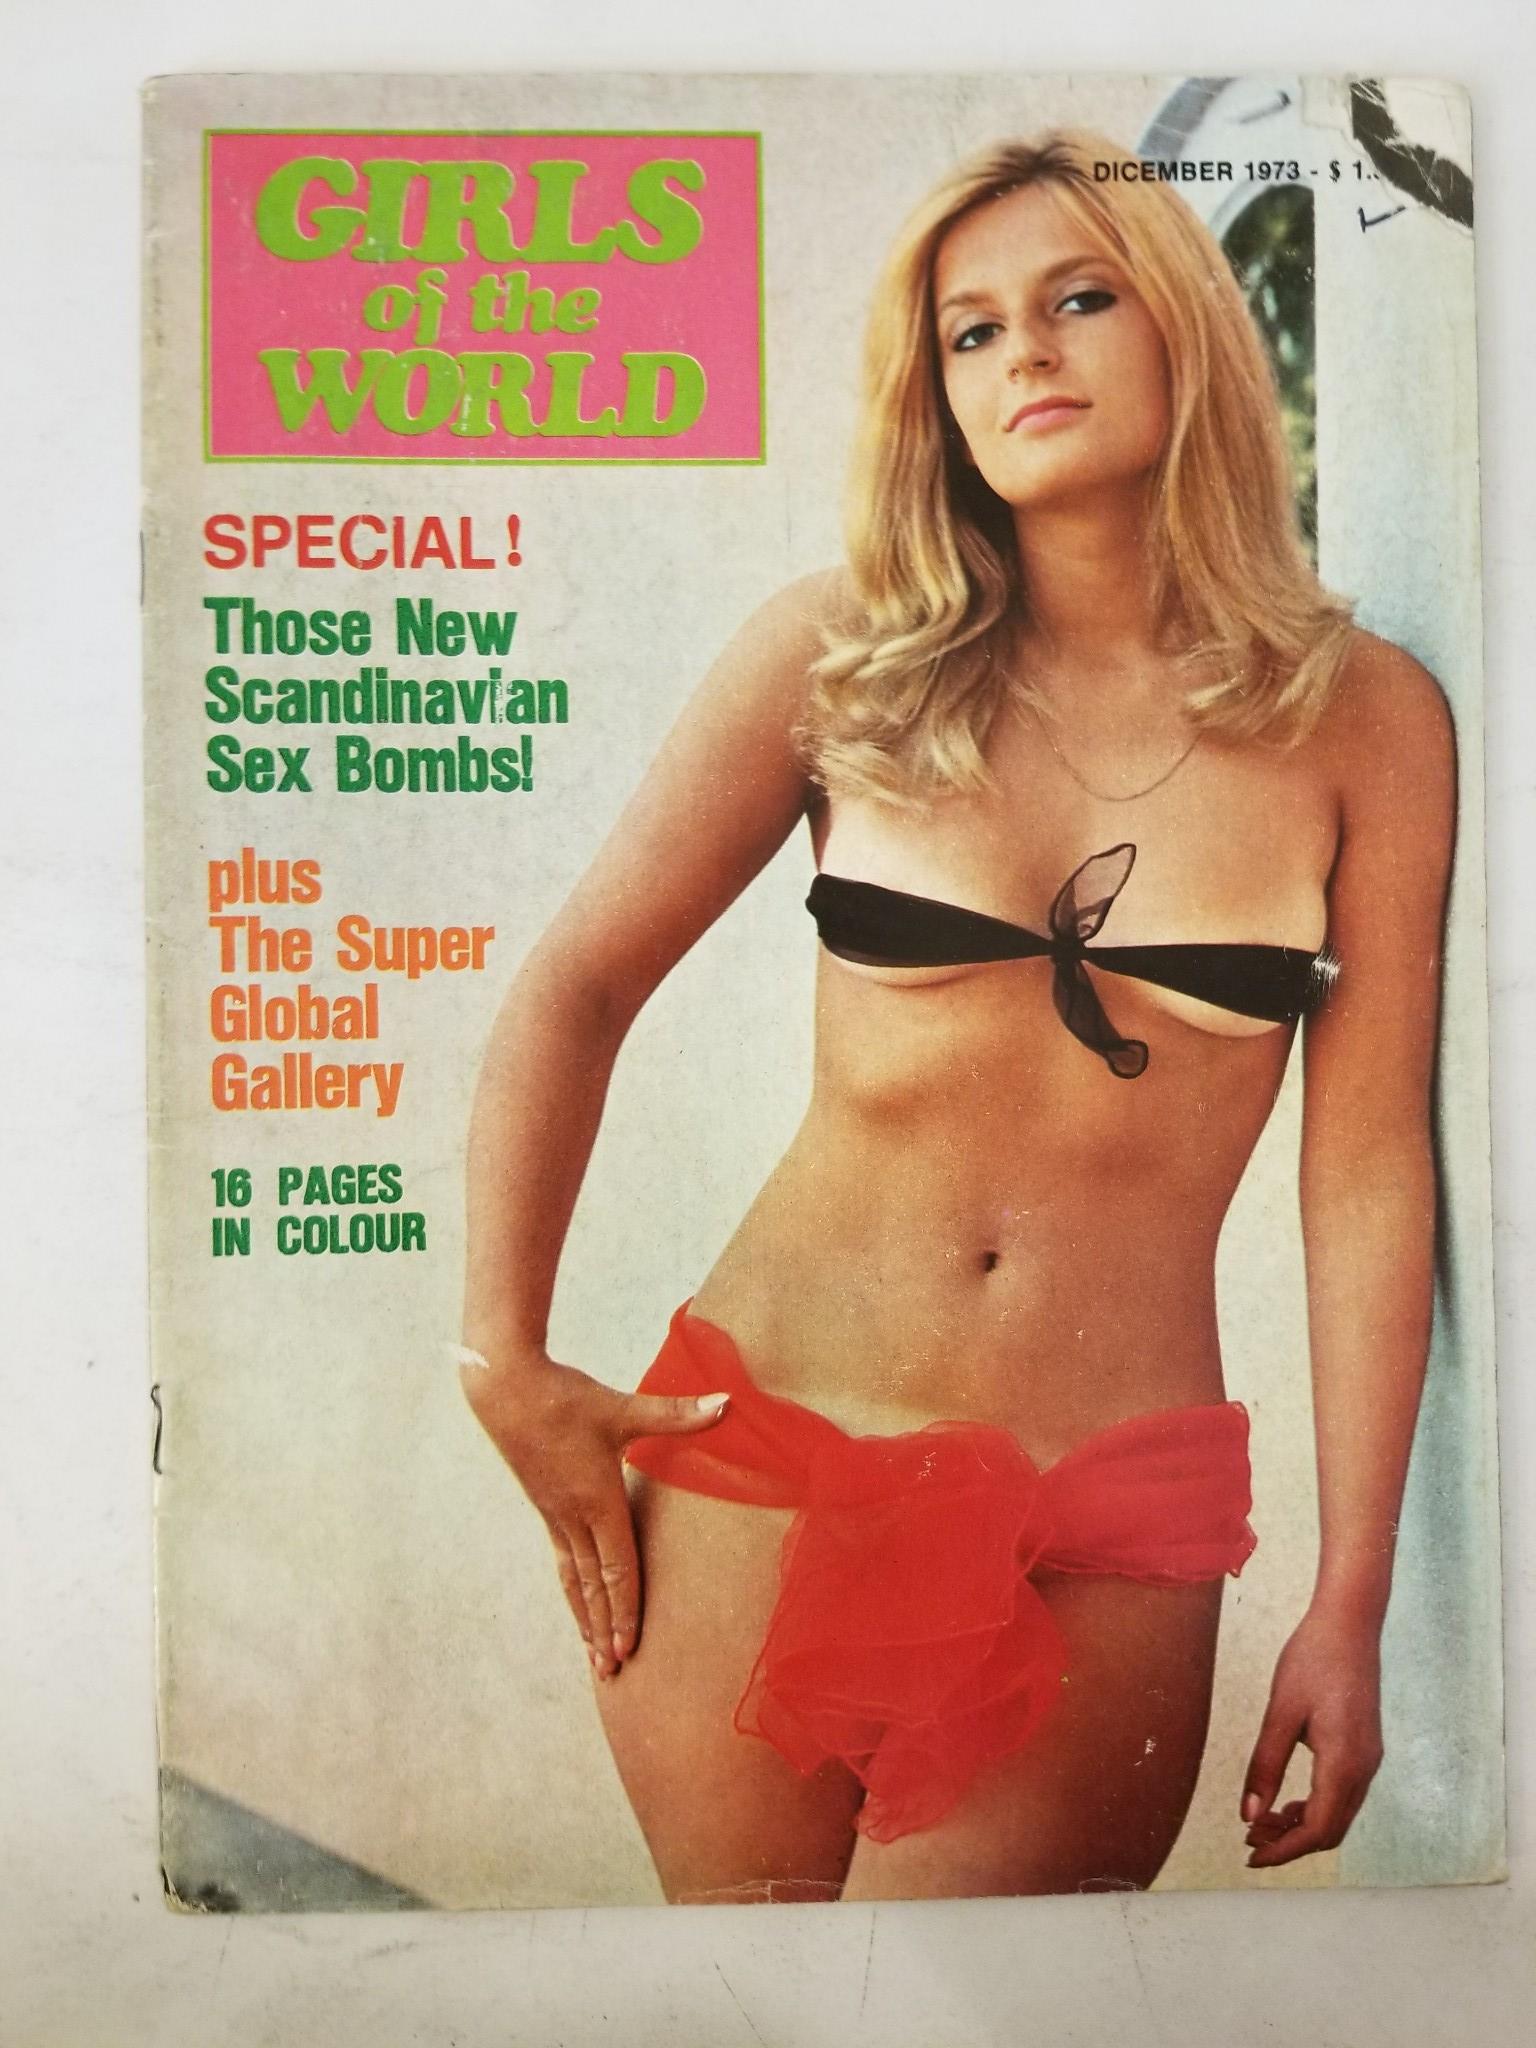 GIRLS
of the
WORLD
DICEMBER 1973 - $ 1.
SPECIAL!
Those New
Scandinavian
Sex Bombs!
plus
The Super
Global
Gallery
16 PAGES
IN COLOUR